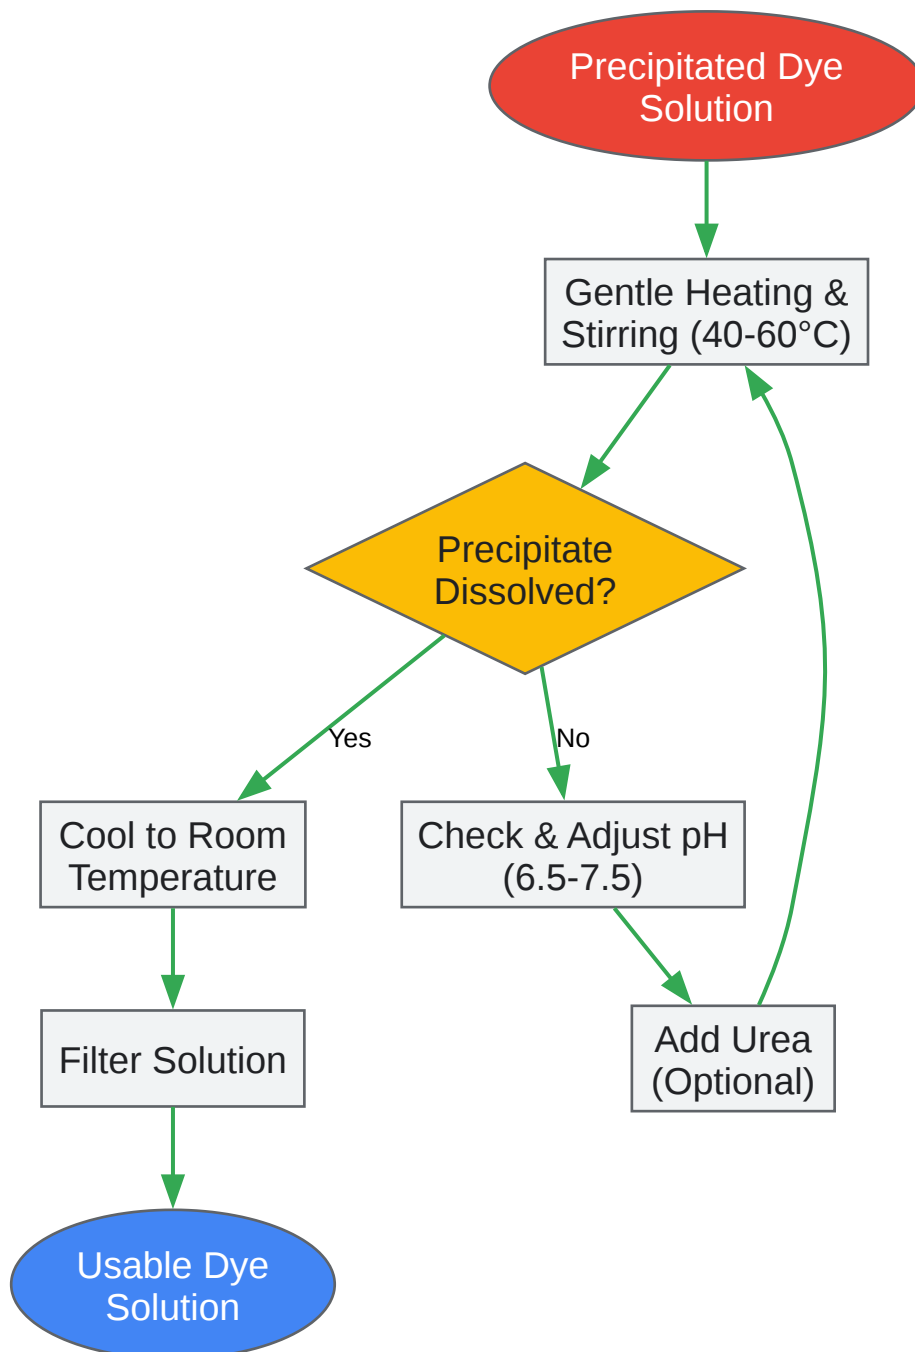 Precipitated Dye
Solution
Gentle Heating &
Stirring (40-60°C)
Precipitate
Dissolved?
Yes
No
Cool to Room
Temperature
Check & Adjust pH
(6.5-7.5)
Filter Solution
Add Urea
(Optional)
Usable Dye
Solution